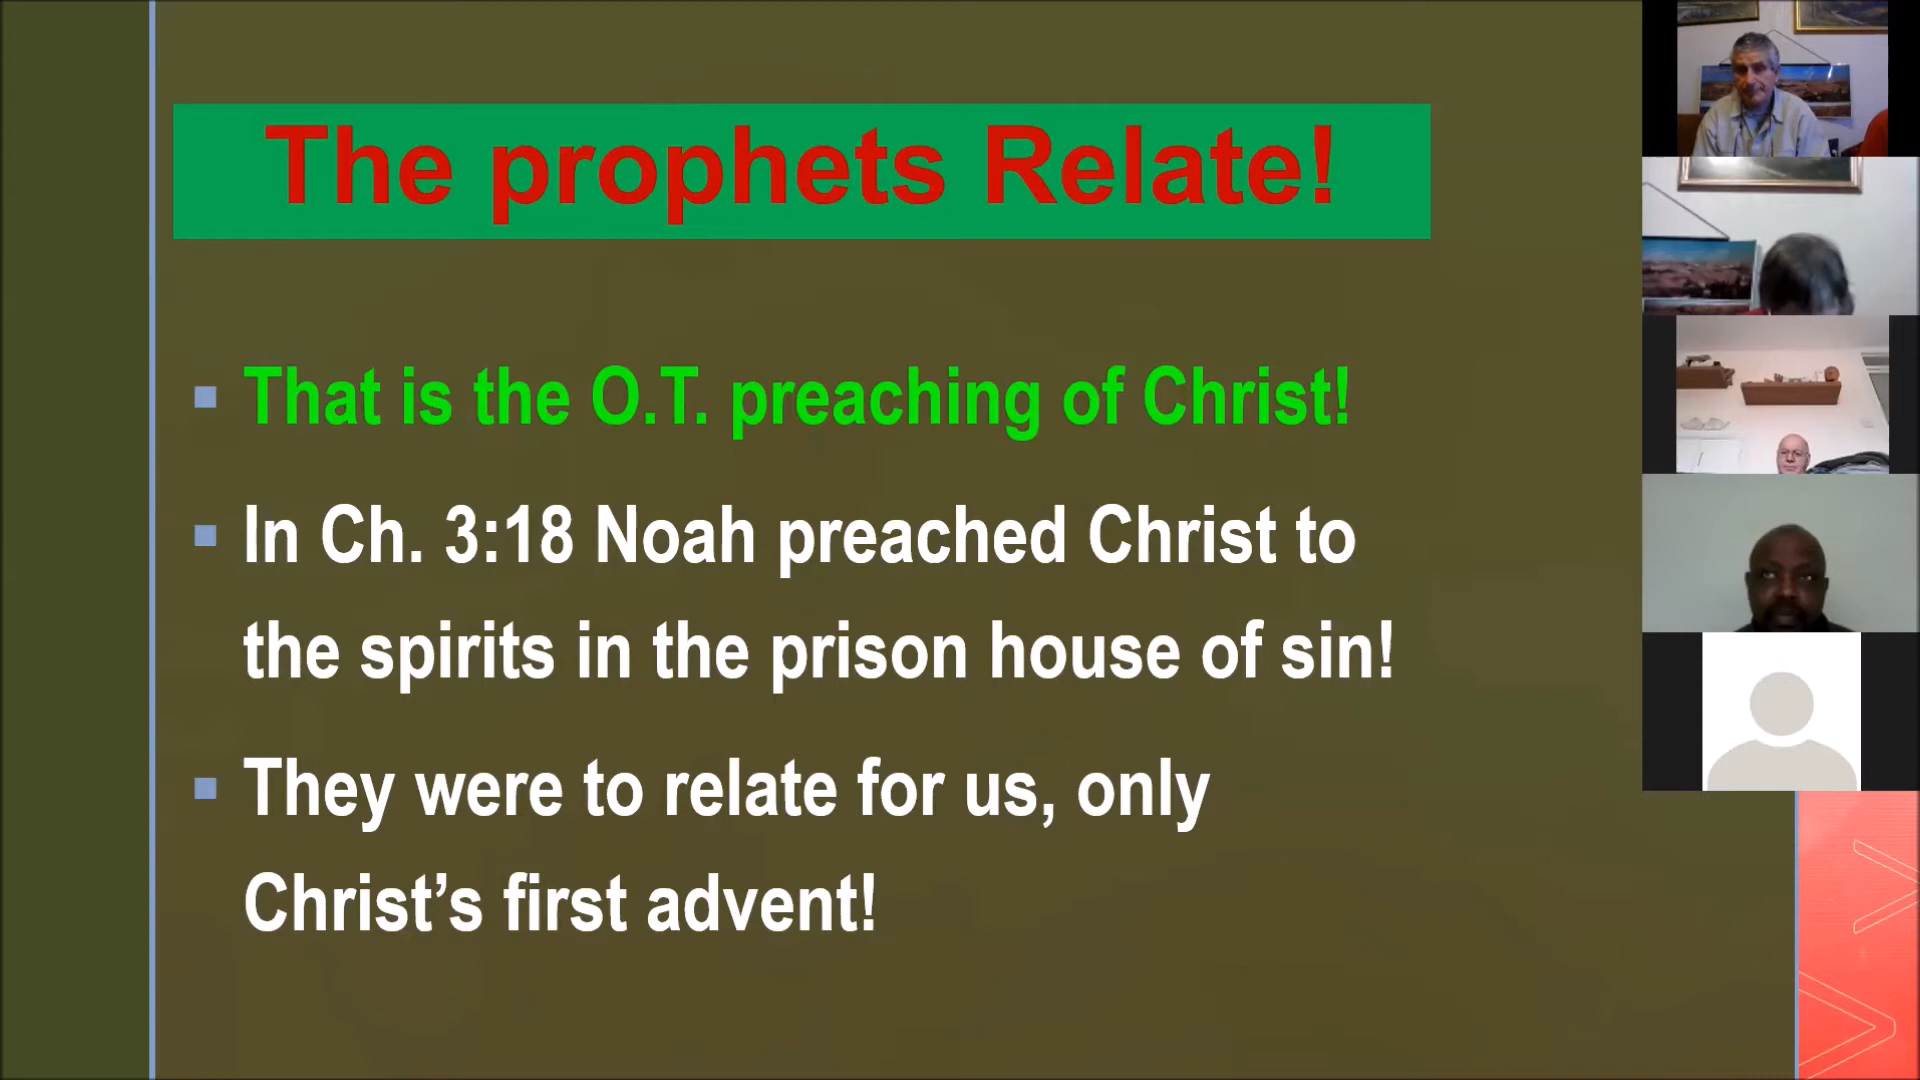 The prophets Relate!
That is the O.T. preaching of Christ!
In Ch. 3:18 Noah preached Christ to
the spirits in the prison house of sin!
They were to relate for us, only
Christ’s first advent!